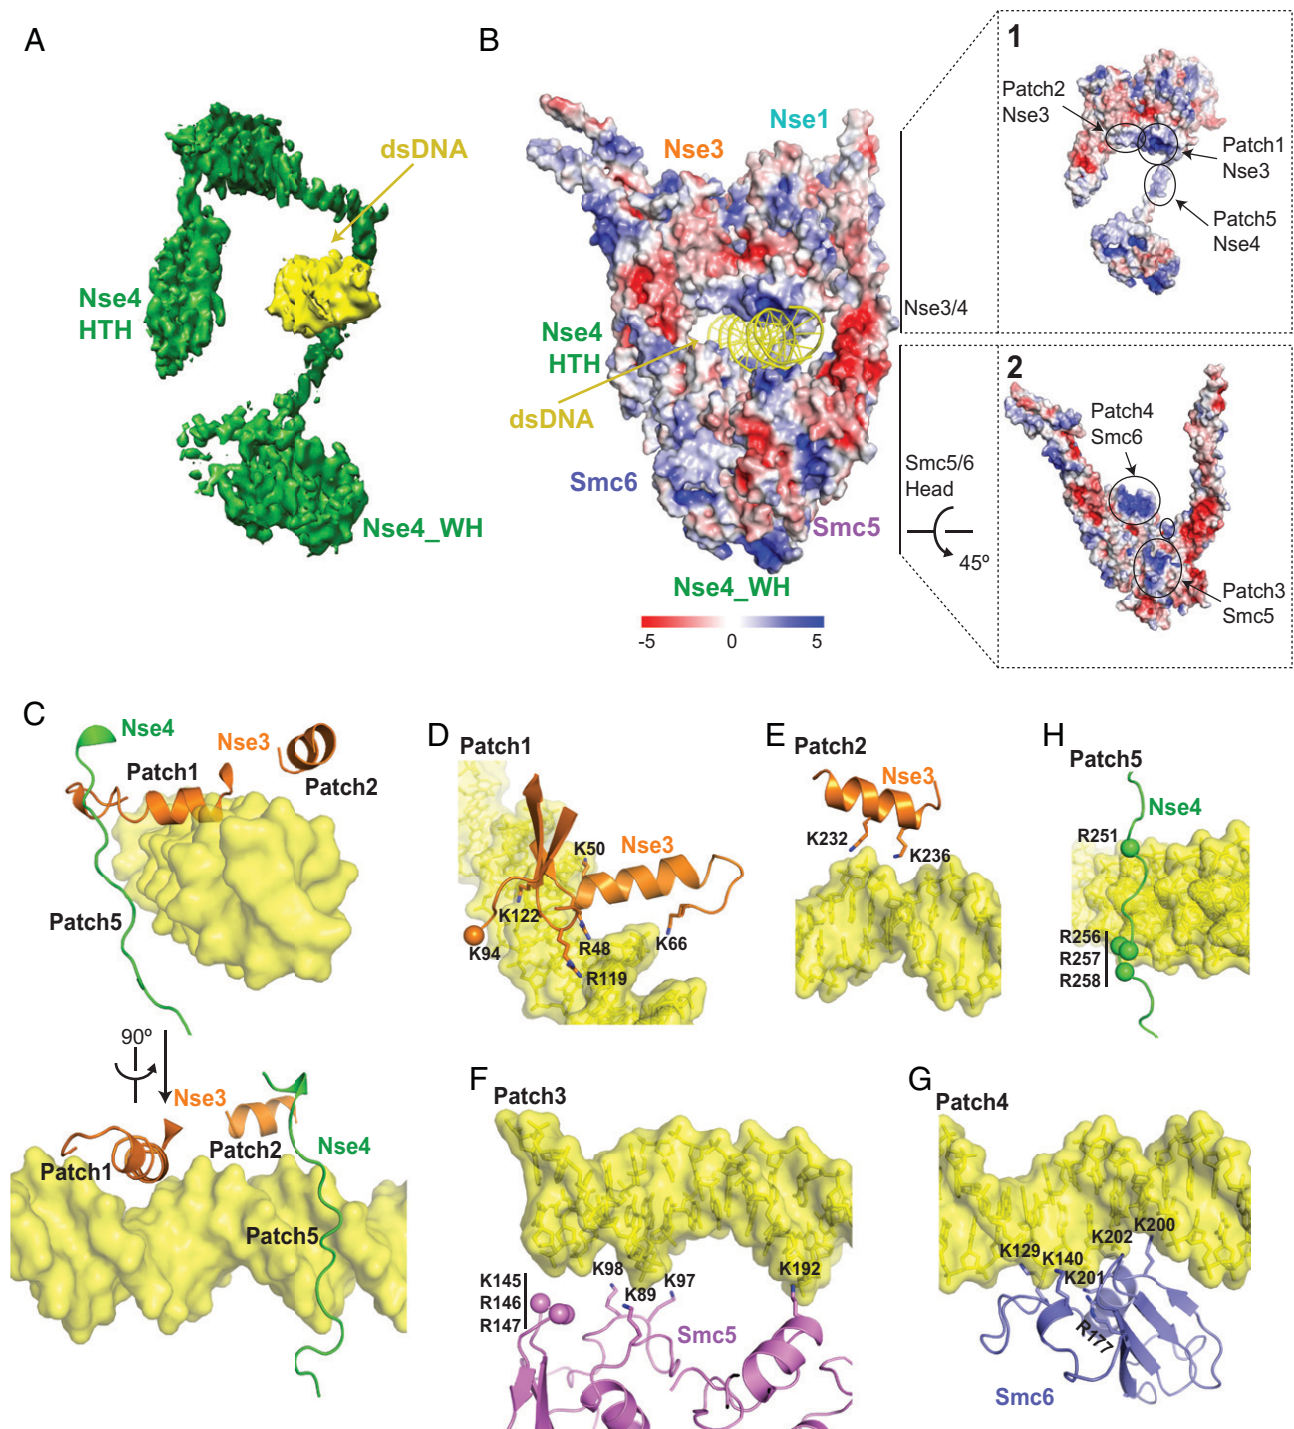 A
dsDNA
Nse4
HTH
Nse4_WH
B
Nse3
Nse1
Nse4
HTH
dsDNA
Smc6
Smc5
Nse4_WH
-5
0
5
Nse3/4
Smc5/6
Head
45º
1
Patch2
Nse3
Patch1
Nse3
Patch5
Nse4
2
Patch4
Smc6
Patch3
Smc5
C
Nse4
Nse3
Patch1
Patch2
Patch5
90º
Nse3
Patch1
Patch2
Nse4
Patch5
D
Patch1
K50
Nse3
K122
K94
R48
K66
R119
E
Patch2
Nse3
K232
K236
H
Patch5
Nse4
R251
R256
R257
R258
F
Patch3
K145
R146
R147
K98
K89
K97
K192
Smc5
G
Patch4
K129
K140
K201
K202
K200
R177
Smc6